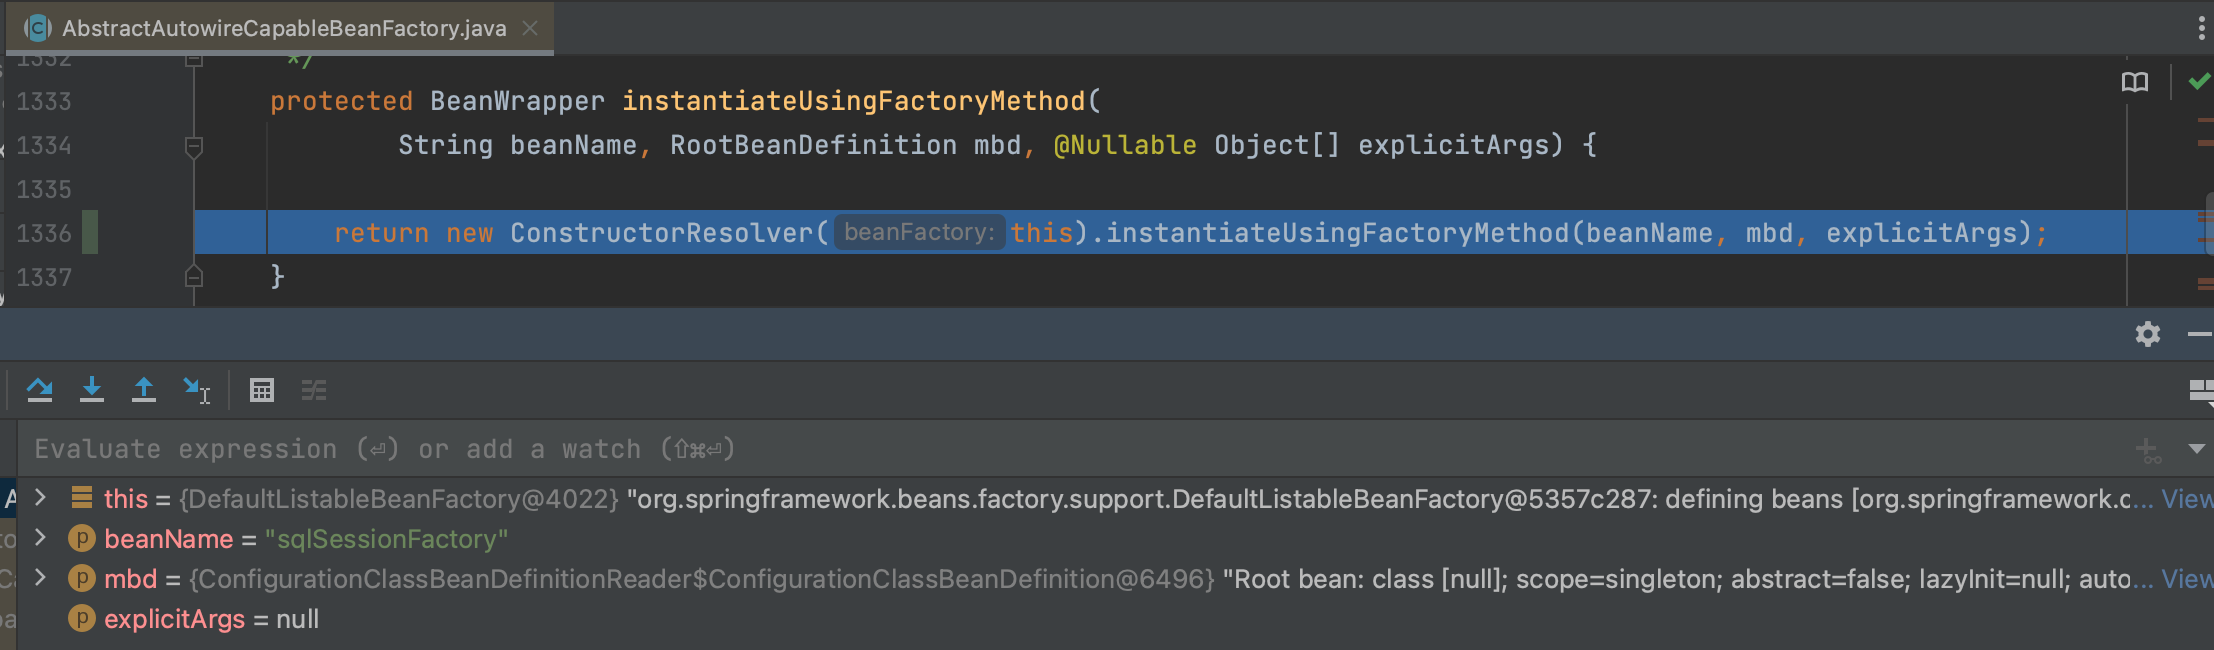 AbstractAutowireCapableBeanFactory.java
1332 */
1333 protected BeanWrapper instantiateUsingFactoryMethod(
1334 String beanName, RootBeanDefinition mbd, @Nullable Object[] explicitArgs) {
1335
1336 return new ConstructorResolver( beanFactory: this).instantiateUsingFactoryMethod(beanName, mbd, explicitArgs);
1337 }
Evaluate expression (⏎) or add a watch (⇧⌘⏎)
this = {DefaultListableBeanFactory@4022} "org.springframework.beans.factory.support.DefaultListableBeanFactory@5357c287: defining beans [org.springframework.c... View
beanName = "sqlSessionFactory"
mbd = {ConfigurationClassBeanDefinitionReader$ConfigurationClassBeanDefinition@6496} "Root bean: class [null]; scope=singleton; abstract=false; lazyInit=null; auto... View
explicitArgs = null